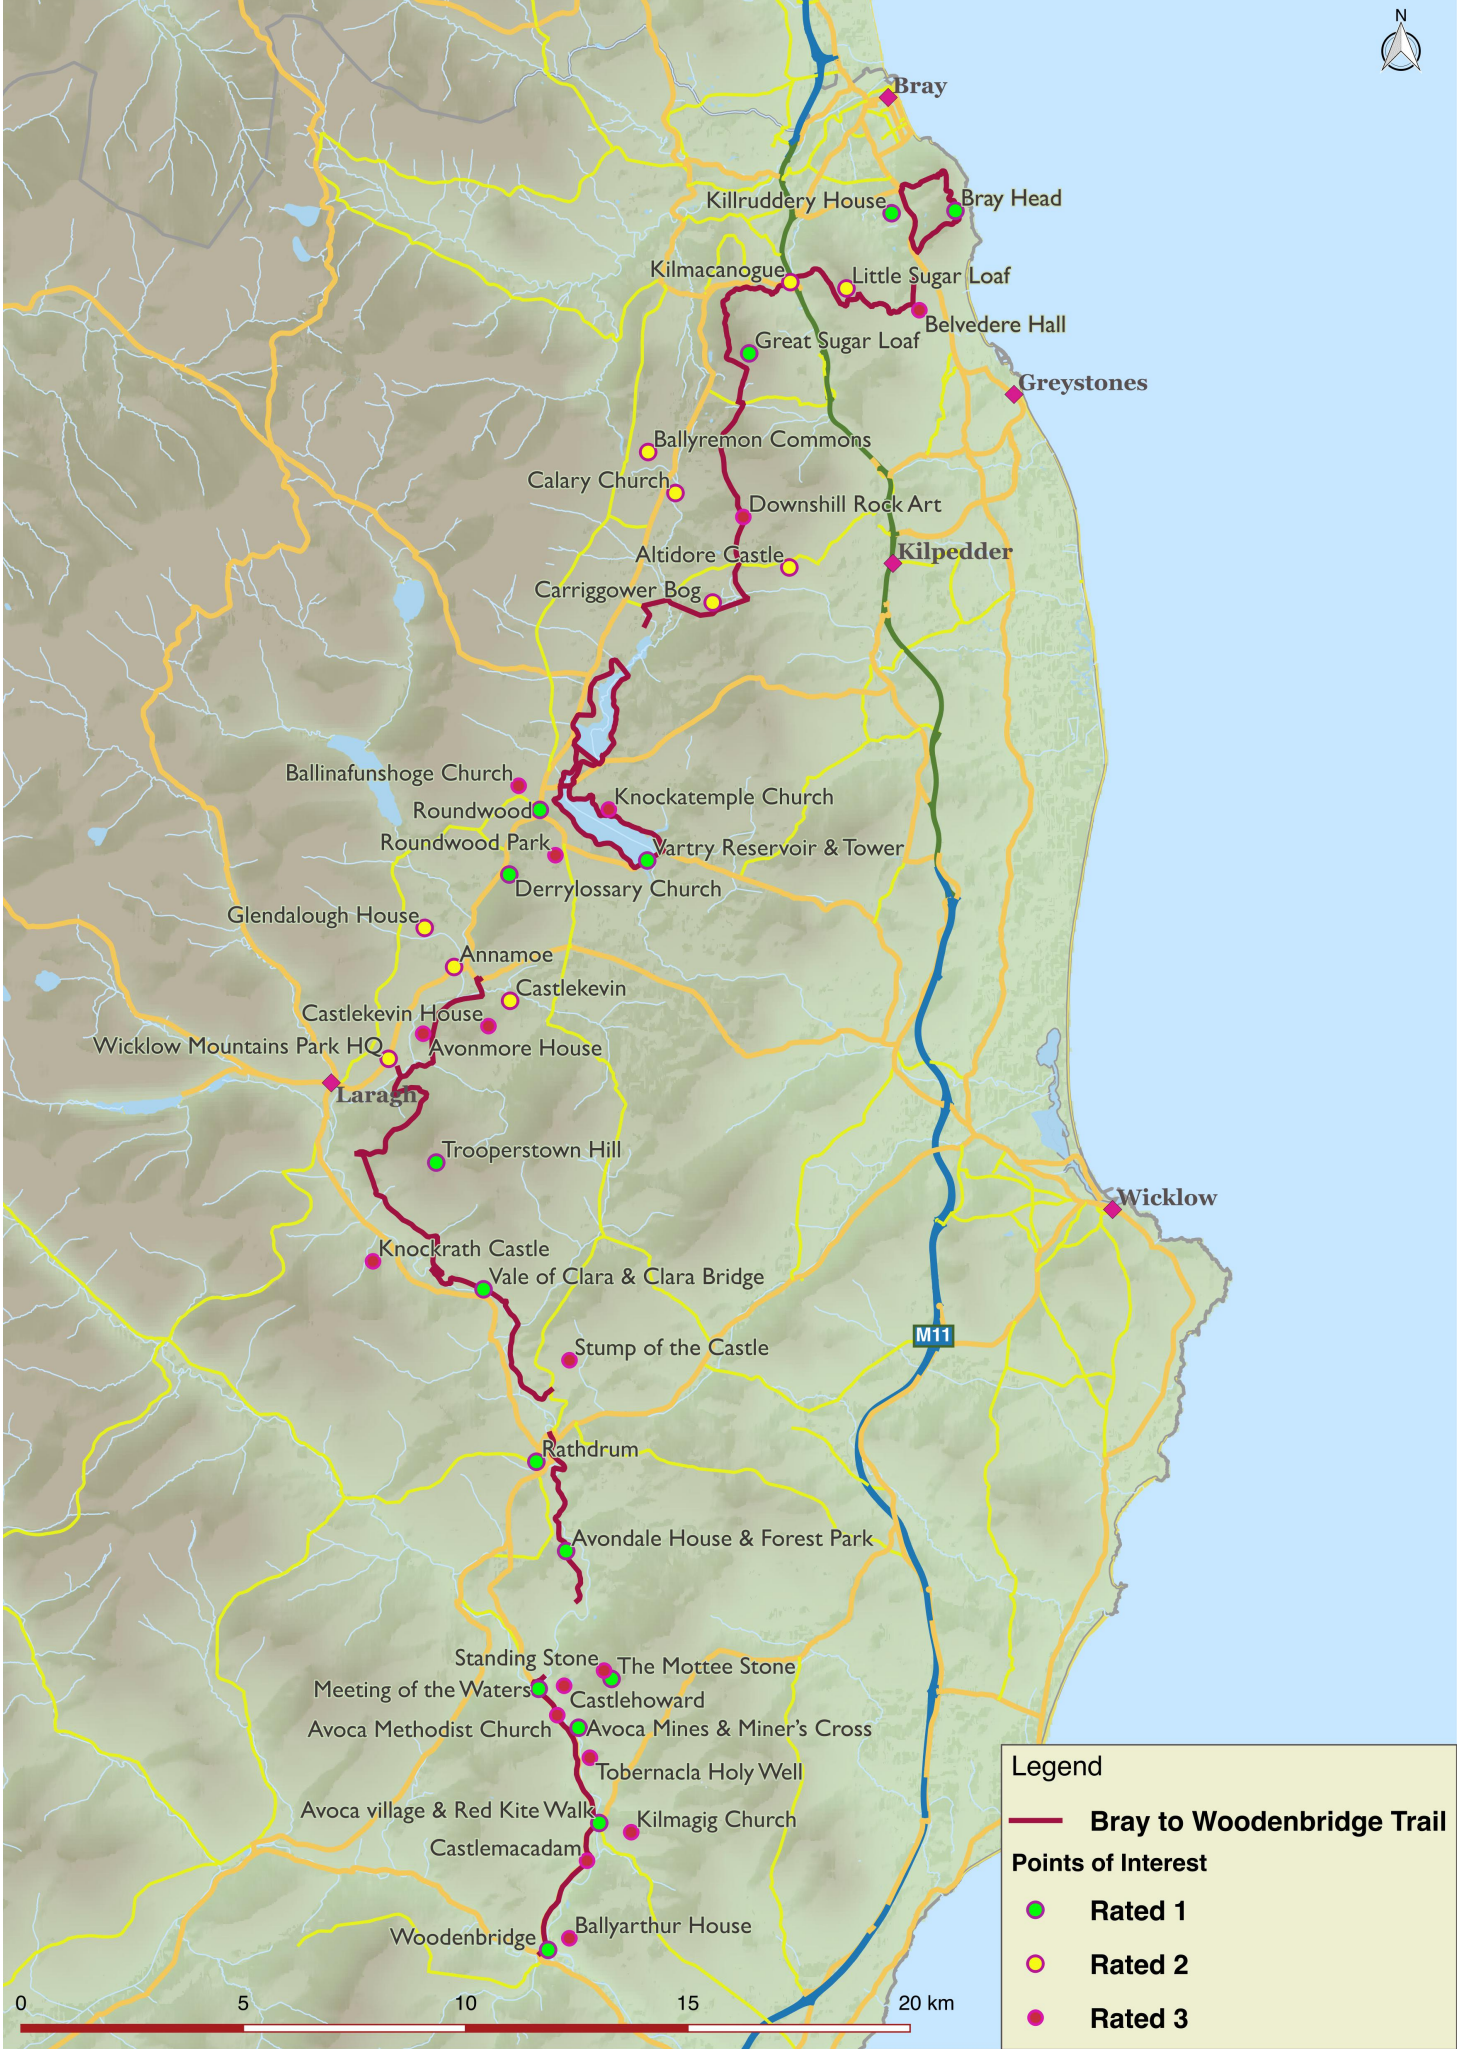 N
Bray
Killruddery House
Bray Head
Kilmacanogue
Little Sugar Loaf
Belvedere Hall
Great Sugar Loaf
Greystones
Ballyremon Commons
Calary Church
Downshill Rock Art
Altidore Castle
Kilpedder
Carriggower Bog
Ballinafunshoge Church
Knockatemple Church
Roundwood
Roundwood Park
Vartry Reservoir & Tower
Derrylossary Church
Glendalough House
Annamoe
Castlekevin
Castlekevin House
Wicklow Mountains Park HQ
Avonmore House
Laragh
Trooperstown Hill
Wicklow
Knockrath Castle
Vale of Clara & Clara Bridge
M11
Stump of the Castle
Rathdrum
Avondale House & Forest Park
Standing Stone
The Mottee Stone
Meeting of the Waters
Castlehoward
Avoca Methodist Church
Avoca Mines & Miner's Cross
Tobernacla Holy Well
Avoca village & Red Kite Walk
Kilmagig Church
Castlemacadam
Ballyarthur House
Woodenbridge
Legend
Bray to Woodenbridge Trail
Points of Interest
Rated 1
Rated 2
Rated 3
0 5 10 15 20 km